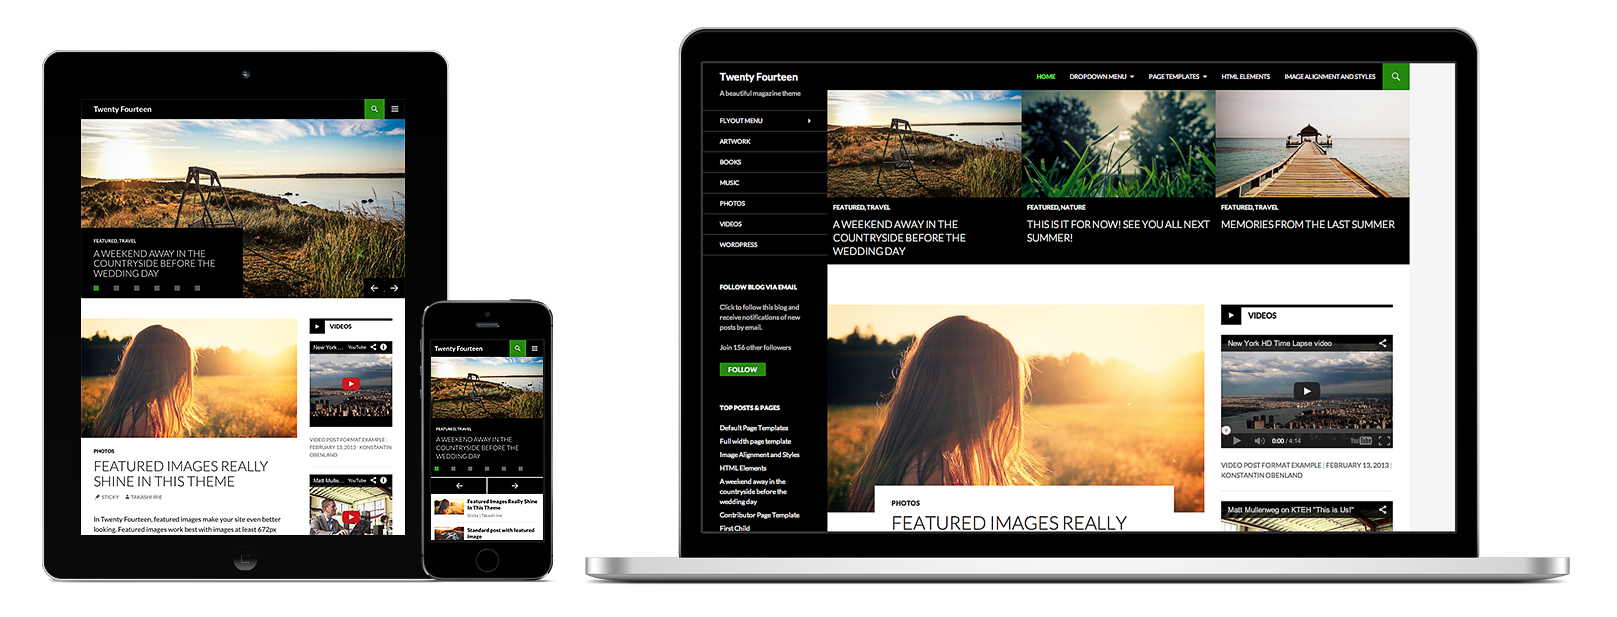 Twenty Fourteen
FEATURED, TRAVEL
A WEEKEND AWAY IN THE
COUNTRYSIDE BEFORE THE
WEDDING DAY
VIDEOS
New York ... YouTube
VIDEO POST FORMAT EXAMPLE |
FEBRUARY 13, 2013 | KONSTANTIN
OBENLAND
Matt Mulle... YouTube
PHOTOS
FEATURED IMAGES REALLY
SHINE IN THIS THEME
STICKY TAKASHI IRIE
In Twenty Fourteen, featured images make your site even better
looking. Featured images work best with images at least 672px
Twenty Fourteen
FEATURED, TRAVEL
A WEEKEND AWAY IN THE
COUNTRYSIDE BEFORE THE
WEDDING DAY
Featured Images Really Shine
In This Theme
Sticky | Takashi Irie
Standard post with featured
image
Twenty Fourteen
A beautiful magazine theme
HOME DROPDOWN MENU PAGE TEMPLATES HTML ELEMENTS IMAGE ALIGNMENT AND STYLES
FLYOUT MENU
ARTWORK
BOOKS
MUSIC
PHOTOS
VIDEOS
WORDPRESS
FOLLOW BLOG VIA EMAIL
Click to follow this blog and
receive notifications of new
posts by email.
Join 156 other followers
FOLLOW
TOP POSTS & PAGES
Default Page Templates
Full width page template
Image Alignment and Styles
HTML Elements
A weekend away in the
countryside before the
wedding day
Contributor Page Template
First Child
FEATURED, TRAVEL
A WEEKEND AWAY IN THE
COUNTRYSIDE BEFORE THE
WEDDING DAY
FEATURED, NATURE
THIS IS IT FOR NOW! SEE YOU ALL NEXT
SUMMER!
FEATURED, TRAVEL
MEMORIES FROM THE LAST SUMMER
PHOTOS
FEATURED IMAGES REALLY
VIDEOS
New York HD Time Lapse video
0:00 / 4:14 YouTube
VIDEO POST FORMAT EXAMPLE | FEBRUARY 13, 2013 |
KONSTANTIN OBENLAND
Matt Mullenweg on KTEH "This is Us!"